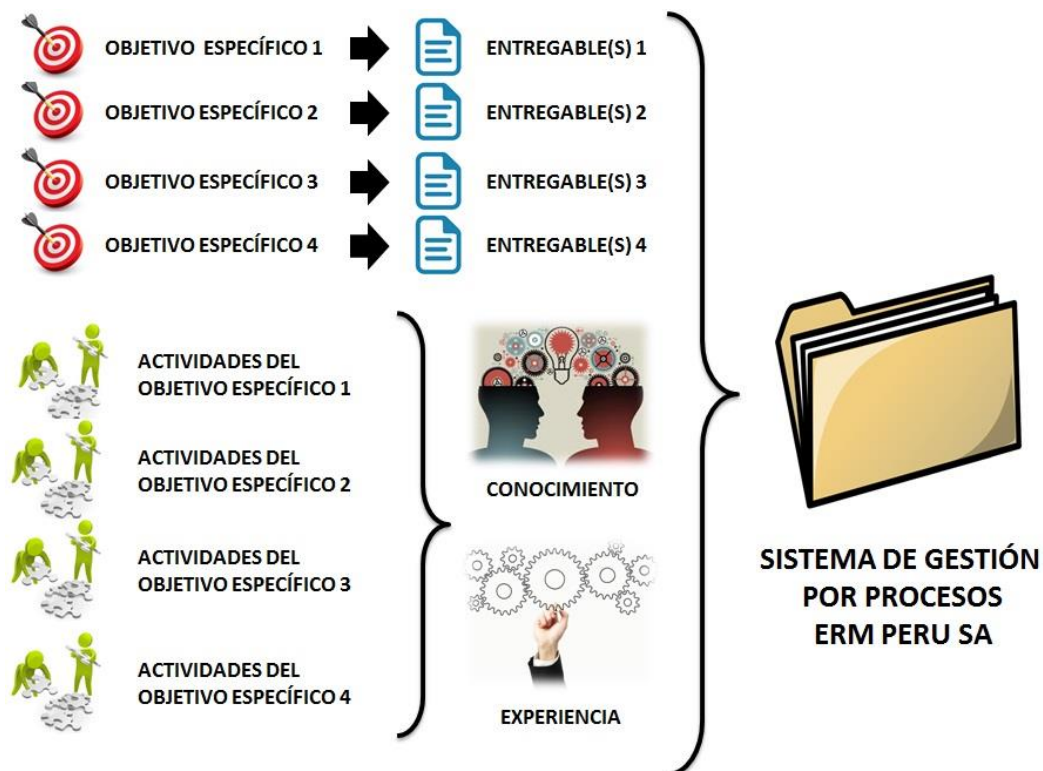 OBJETIVO ESPECÍFICO 1
ENTREGABLE(S) 1
OBJETIVO ESPECÍFICO 2
ENTREGABLE(S) 2
OBJETIVO ESPECÍFICO 3
ENTREGABLE(S) 3
OBJETIVO ESPECÍFICO 4
ENTREGABLE(S) 4
ACTIVIDADES DEL
OBJETIVO ESPECÍFICO 1
ACTIVIDADES DEL
OBJETIVO ESPECÍFICO 2
ACTIVIDADES DEL
OBJETIVO ESPECÍFICO 3
ACTIVIDADES DEL
OBJETIVO ESPECÍFICO 4
CONOCIMIENTO
EXPERIENCIA
SISTEMA DE GESTIÓN
POR PROCESOS
ERM PERU SA